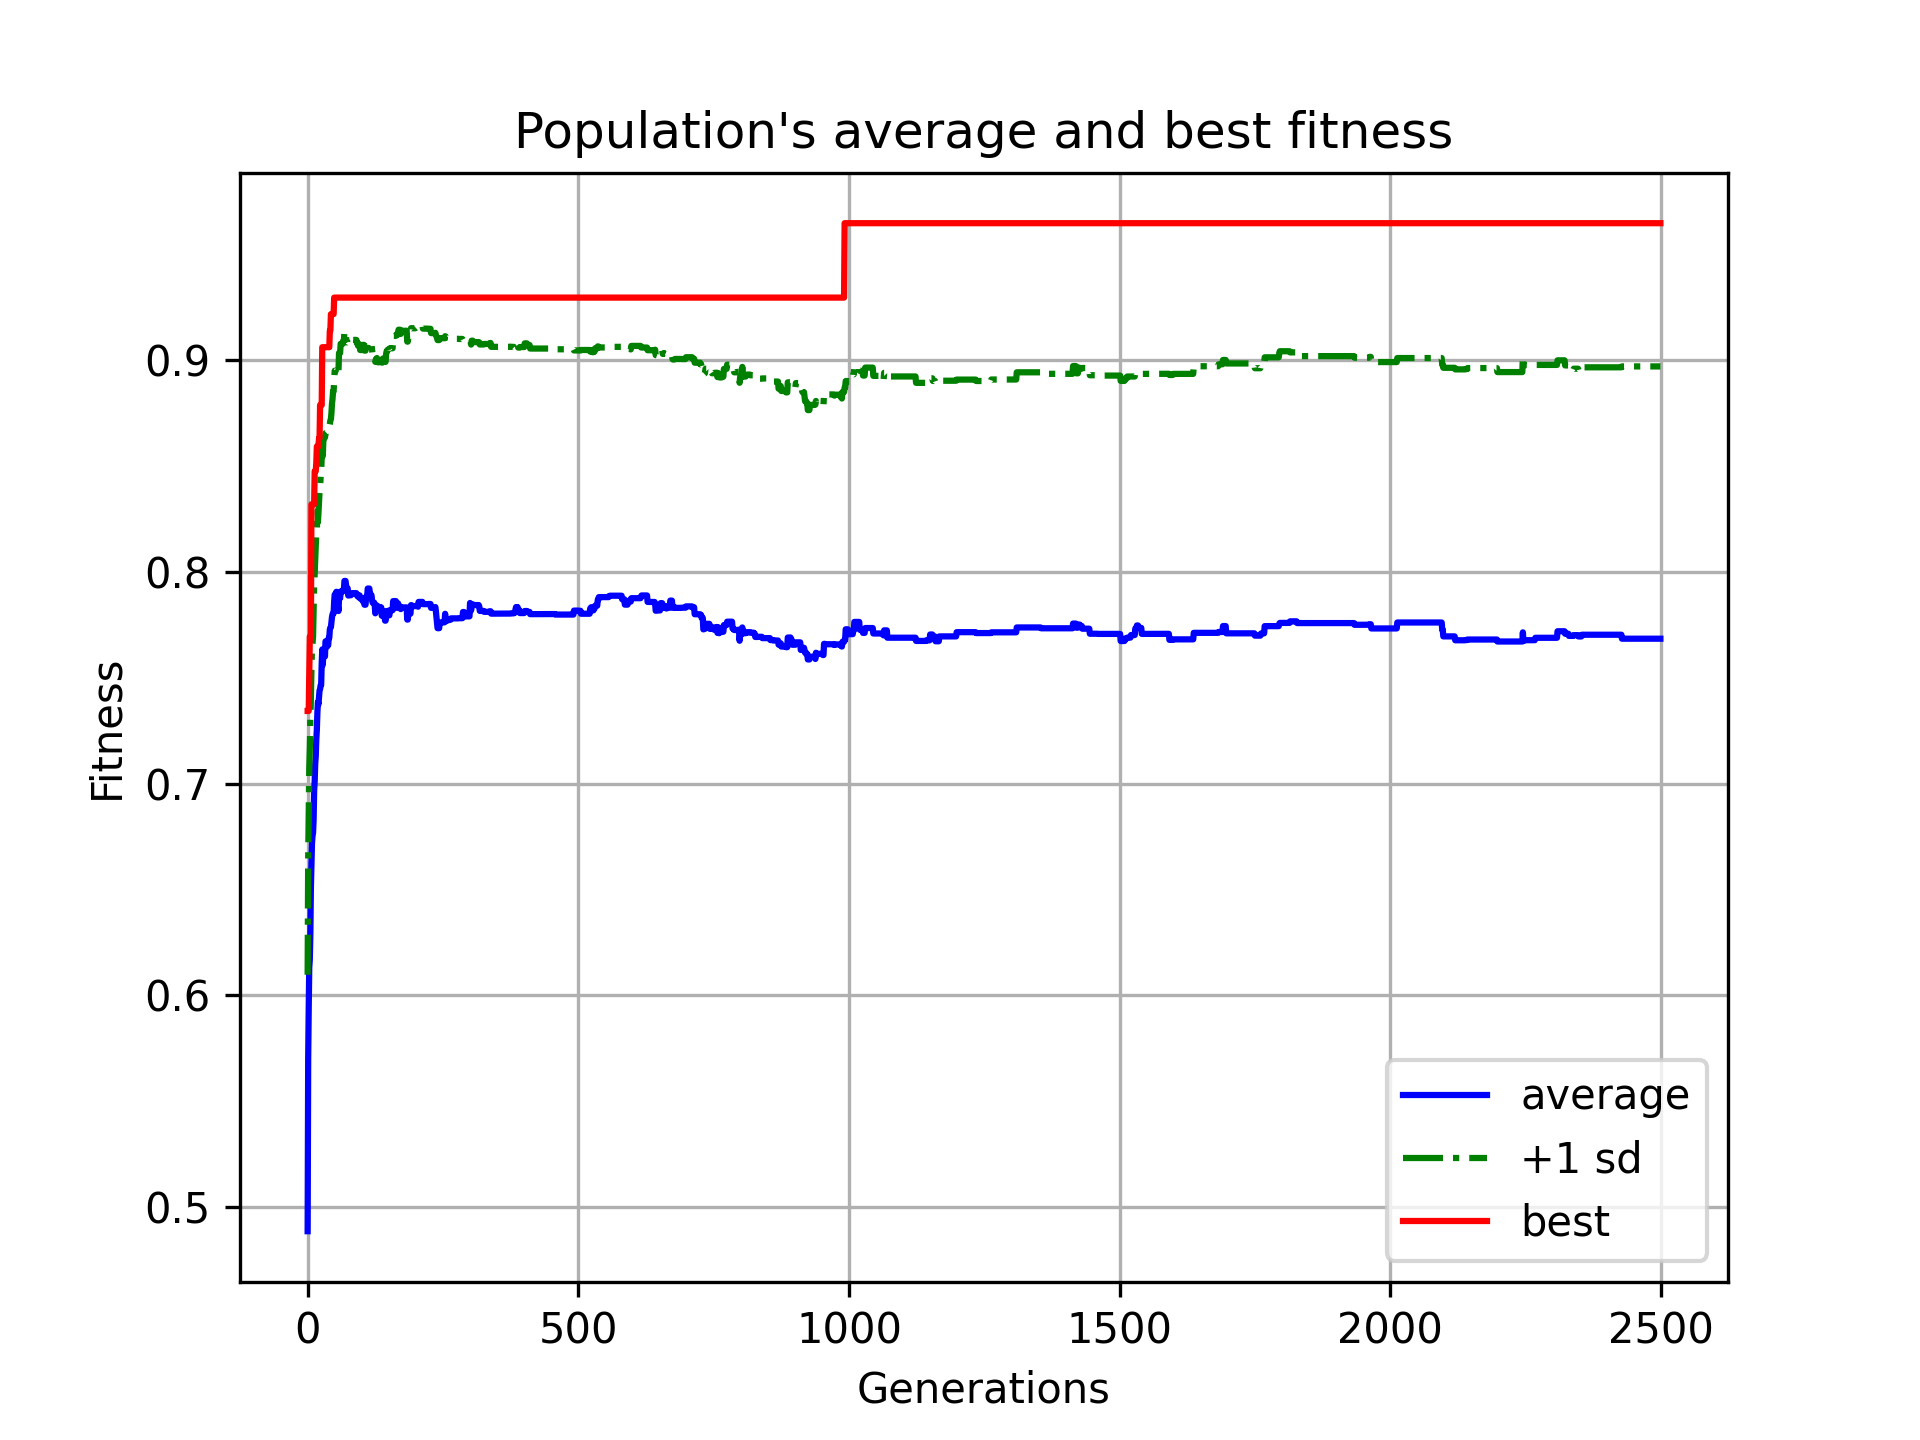 Population's average and best fitness
Fitness
0.9
0.8
0.7
0.6
0.5
0 500 1000 1500 2000 2500
Generations
average
+1 sd
best